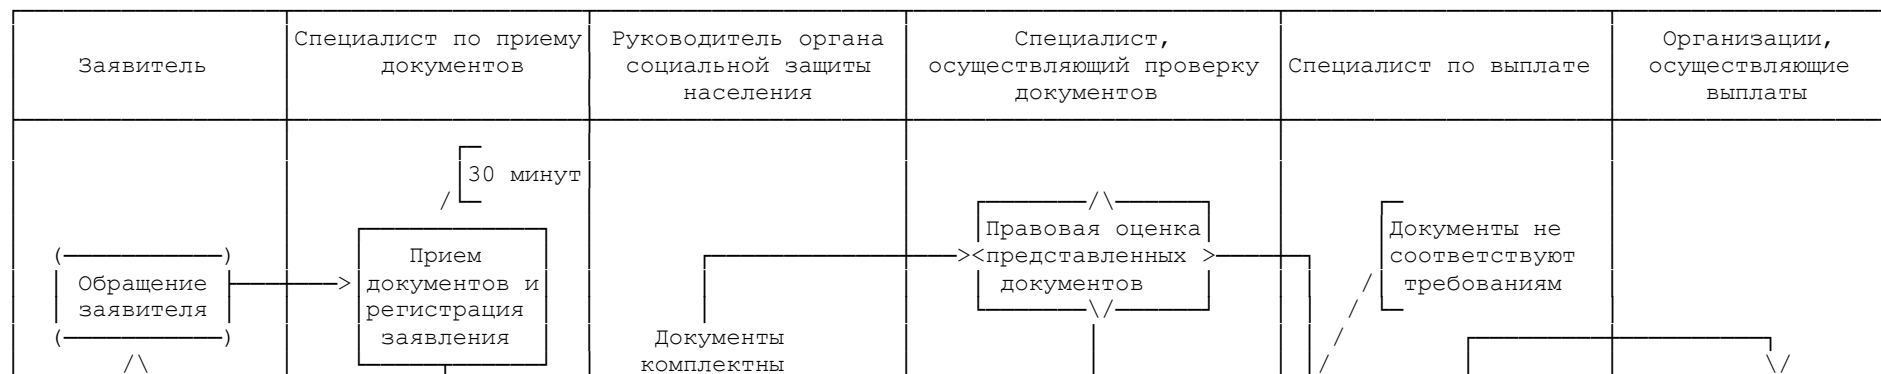 Заявитель
Специалист по приему
документов
Руководитель органа
социальной защиты
населения
Специалист,
осуществляющий проверку
документов
Специалист по выплате
Организации,
осуществляющие
выплаты
30 минут
Обращение
заявителя
Прием
документов и
регистрация
заявления
Документы
комплектны
Правовая оценка
представленных
документов
Документы не
соответствуют
требованиям